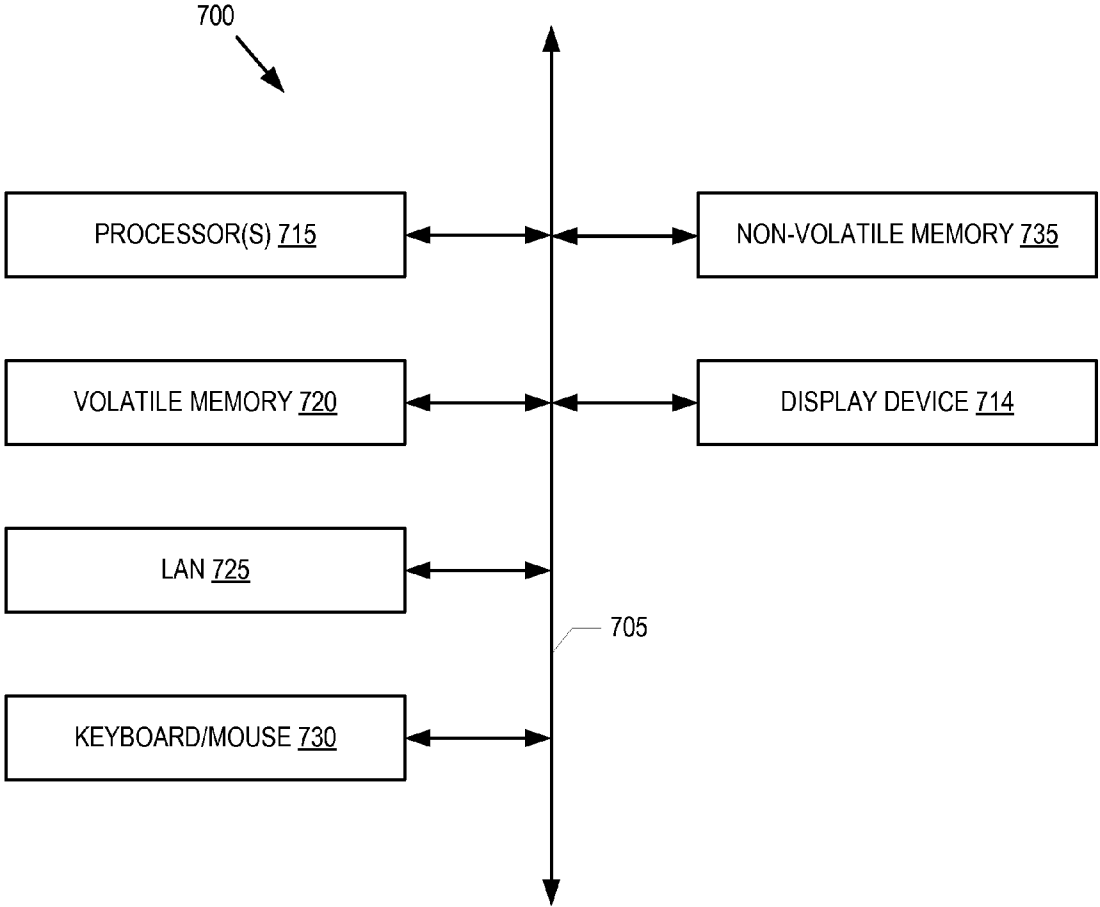 700
PROCESSOR(S) 715
NON-VOLATILE MEMORY 735
VOLATILE MEMORY 720
DISPLAY DEVICE 714
LAN 725
705
KEYBOARD/MOUSE 730